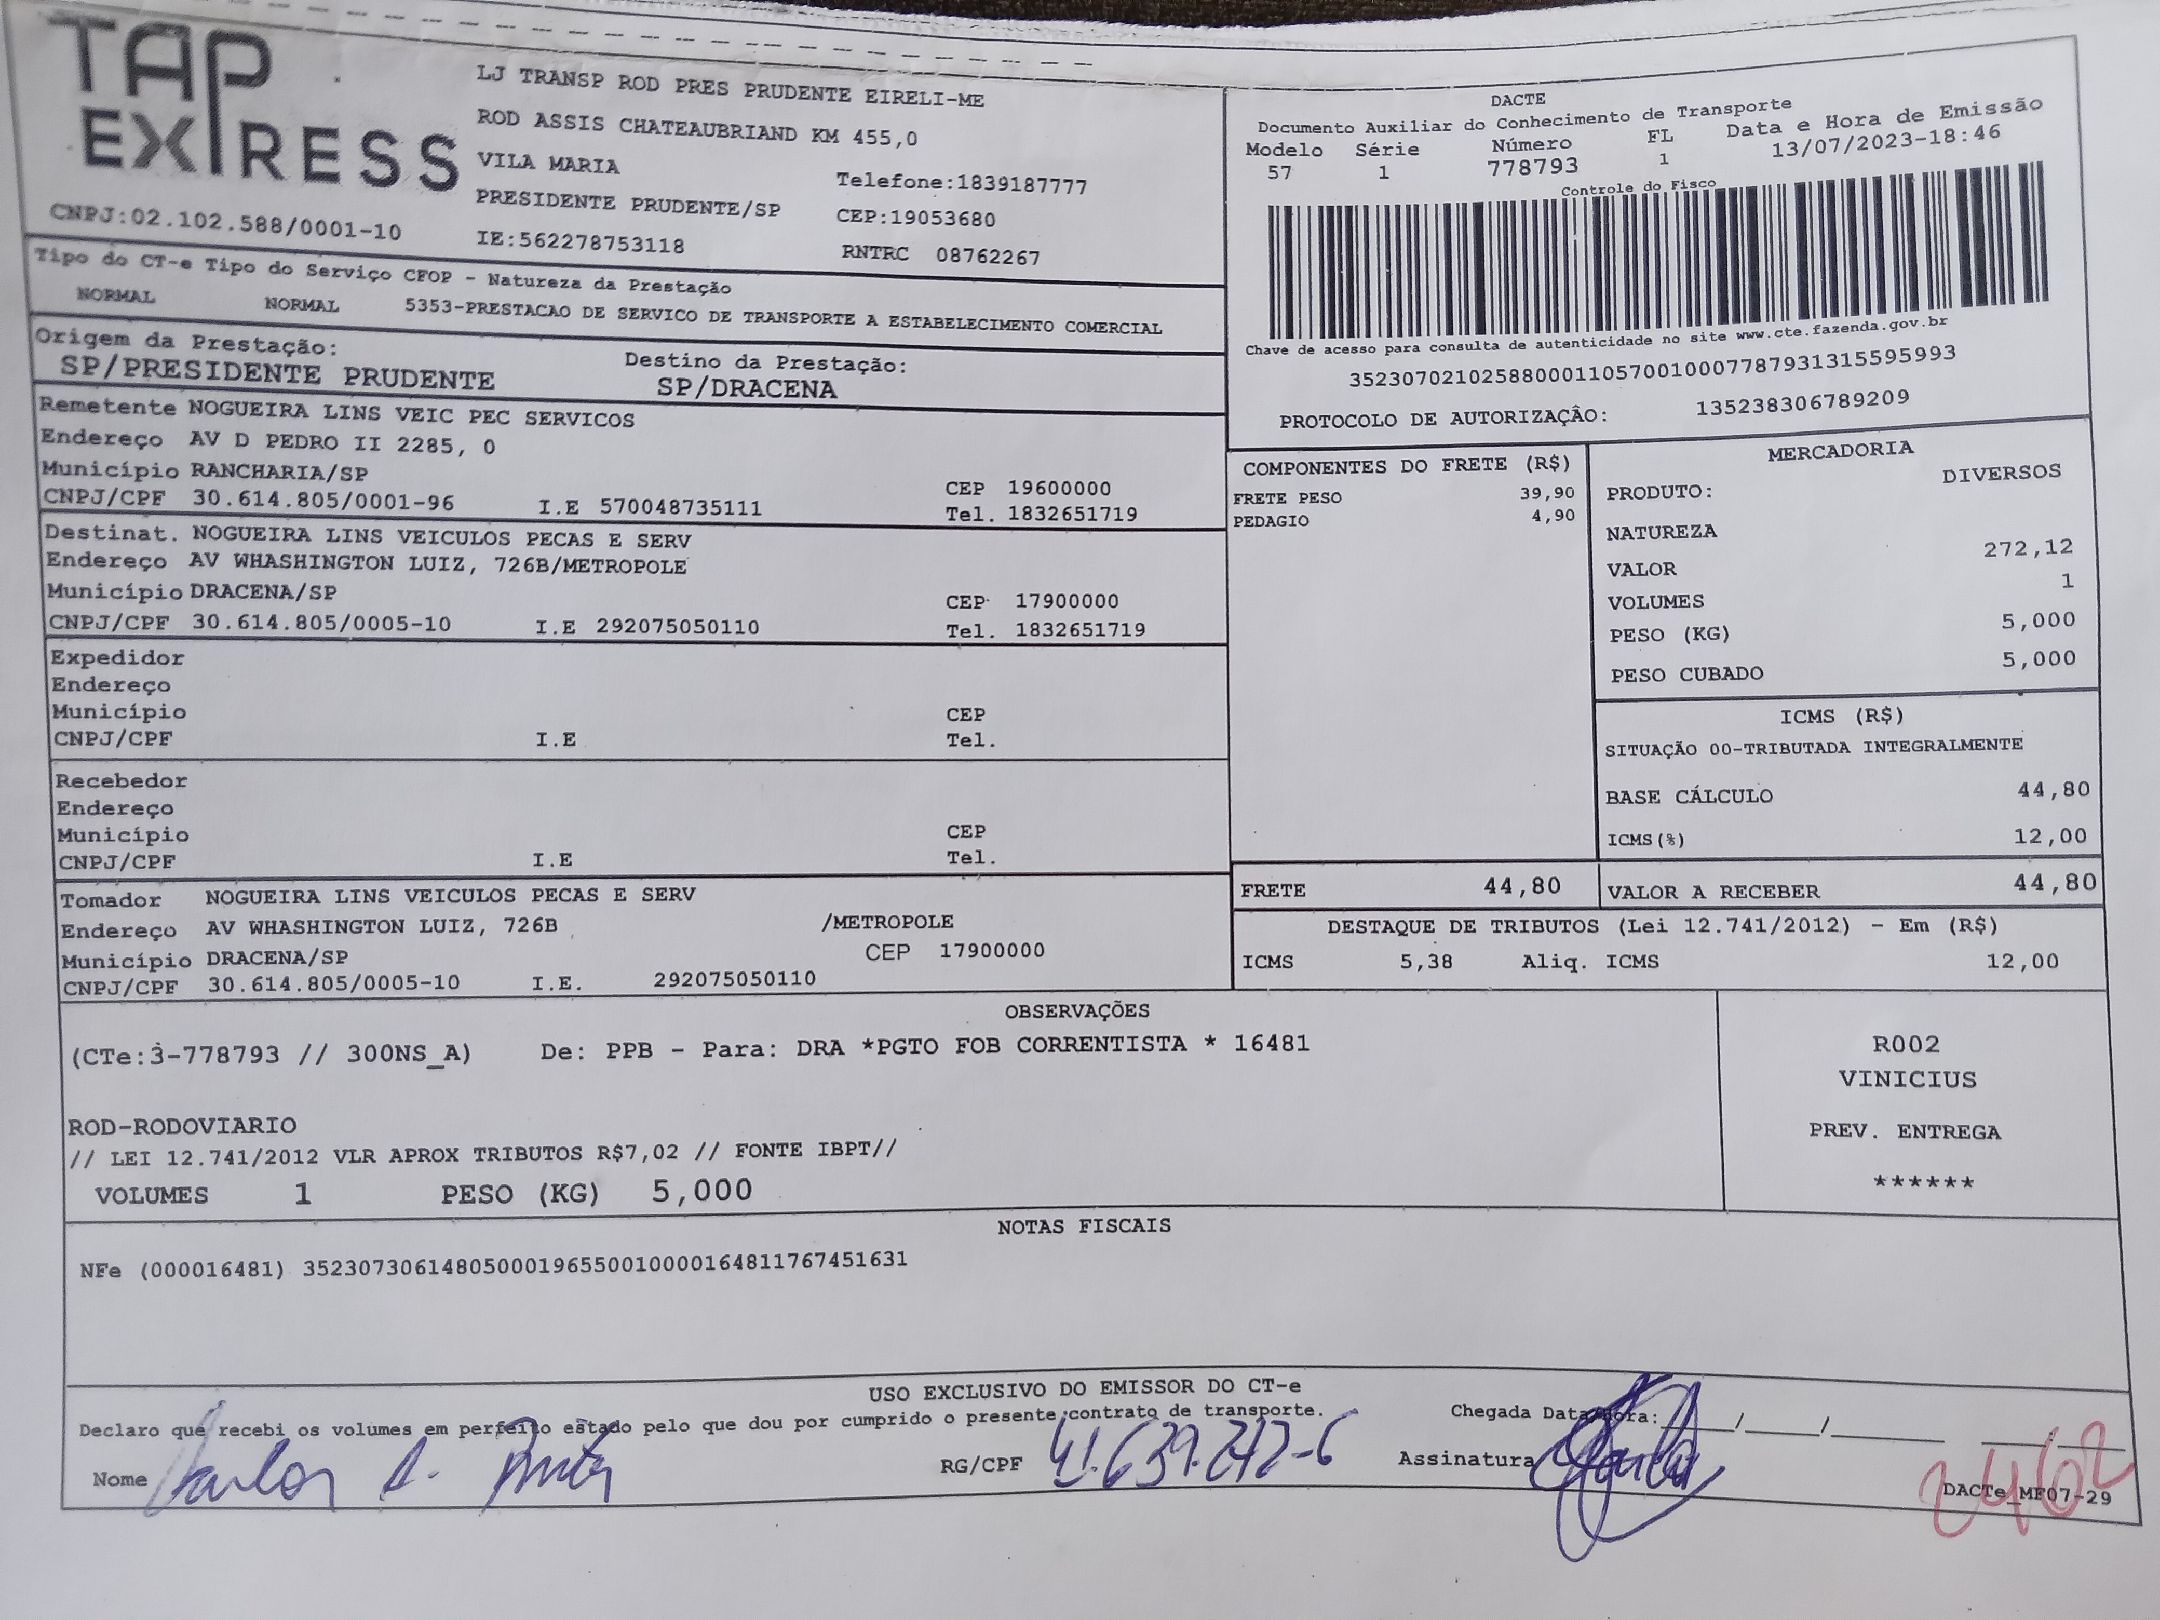 TAP
EXPRESS
CNPJ:02.102.588/0001-10
LJ TRANSP ROD PRES PRUDENTE EIRELI-ME
ROD ASSIS CHATEAUBRIAND KM 455,0
VILA MARIA
Telefone:1839187777
PRESIDENTE PRUDENTE/SP CEP:19053680
IE:562278753118 RNTRC 08762267
DACTE
Documento Auxiliar do Conhecimento de Transporte
Modelo Série Número FL Data e Hora de Emissão
57 1 778793 1 13/07/2023-18:46
Controle do Fisco
Chave de acesso para consulta de autenticidade no site www.cte.fazenda.gov.br
35230702102588000110570010007787931315595993
PROTOCOLO DE AUTORIZAÇÃO: 135238306789209
Tipo do CT-e Tipo do Serviço CFOP - Natureza da Prestação
NORMAL NORMAL 5353-PRESTACAO DE SERVICO DE TRANSPORTE A ESTABELECIMENTO COMERCIAL
Origem da Prestação: Destino da Prestação:
SP/PRESIDENTE PRUDENTE SP/DRACENA
Remetente NOGUEIRA LINS VEIC PEC SERVICOS
Endereço AV D PEDRO II 2285, 0
Município RANCHARIA/SP CEP 19600000
CNPJ/CPF 30.614.805/0001-96 I.E 570048735111 Tel. 1832651719
Destinat. NOGUEIRA LINS VEICULOS PECAS E SERV
Endereço AV WHASHINGTON LUIZ, 726B/METROPOLE
Município DRACENA/SP CEP 17900000
CNPJ/CPF 30.614.805/0005-10 I.E 292075050110 Tel. 1832651719
Expedidor
Endereço
Município CEP
CNPJ/CPF I.E Tel.
Recebedor
Endereço
Município CEP
CNPJ/CPF I.E Tel.
Tomador NOGUEIRA LINS VEICULOS PECAS E SERV
Endereço AV WHASHINGTON LUIZ, 726B /METROPOLE
Município DRACENA/SP CEP 17900000
CNPJ/CPF 30.614.805/0005-10 I.E. 292075050110
COMPONENTES DO FRETE (R$)
FRETE PESO 39,90
PEDAGIO 4,90
MERCADORIA
PRODUTO: DIVERSOS
NATUREZA
VALOR 272,12
VOLUMES 1
PESO (KG) 5,000
PESO CUBADO 5,000
ICMS (R$)
SITUAÇÃO 00-TRIBUTADA INTEGRALMENTE
BASE CÁLCULO 44,80
ICMS(%) 12,00
FRETE 44,80 VALOR A RECEBER 44,80
DESTAQUE DE TRIBUTOS (Lei 12.741/2012) - Em (R$)
ICMS 5,38 Aliq. ICMS 12,00
OBSERVAÇÕES
(CTe:3-778793 // 300NS_A) De: PPB - Para: DRA *PGTO FOB CORRENTISTA * 16481
ROD-RODOVIARIO
// LEI 12.741/2012 VLR APROX TRIBUTOS R$7,02 // FONTE IBPT//
VOLUMES 1 PESO (KG) 5,000
R002
VINICIUS
PREV. ENTREGA
******
NOTAS FISCAIS
NFe (000016481) 35230730614805000196550010000164811767451631
USO EXCLUSIVO DO EMISSOR DO CT-e
Declaro que recebi os volumes em perfeito estado pelo que dou por cumprido o presente contrato de transporte. Chegada Data/Hora: ___/___/___
Nome Carlos A. RG/CPF 41.639.242-6 Assinatura
DACTe_MF07-29